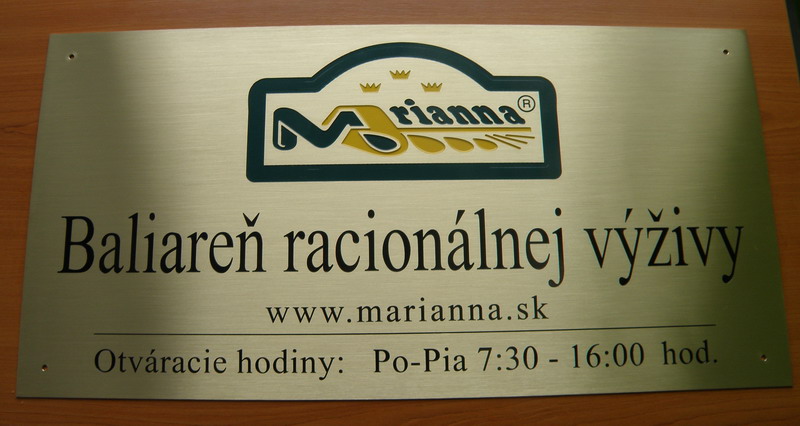 Marianna ®
Baliareň racionálnej výživy
www.marianna.sk
Otváracie hodiny: Po-Pia 7:30 - 16:00 hod.